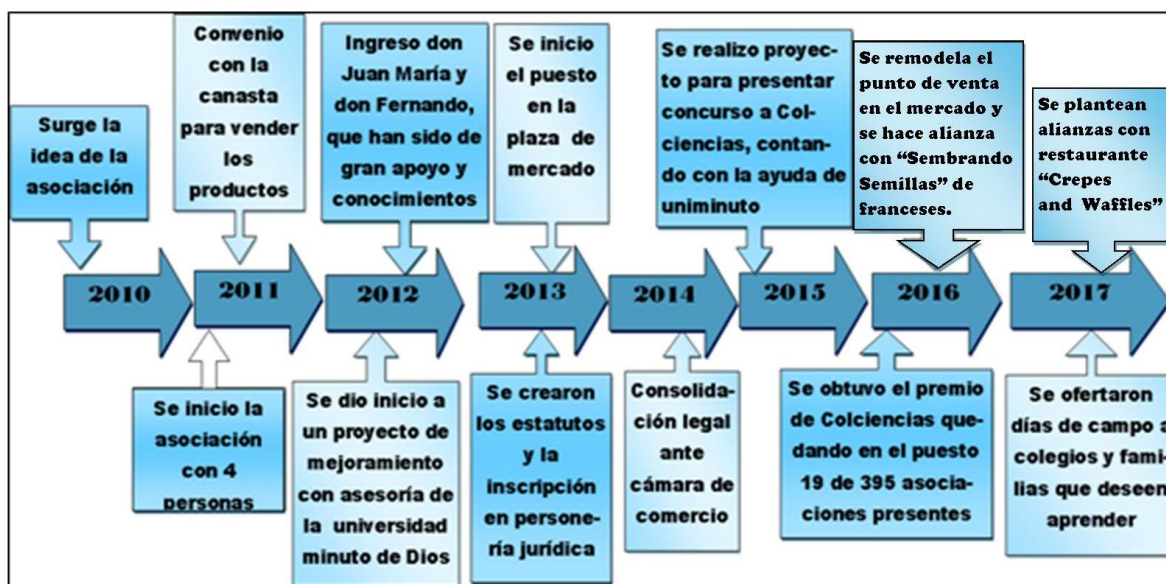 Surge la
idea de la
asociación
Convenio
con la
canasta
para vender
los
productos
Ingreso don
Juan María y
don Fernando,
que han sido de
gran apoyo y
conocimientos
Se inicio
el puesto
en la
plaza de
mercado
Se realizo proyec-
to para presentar
concurso a Col-
ciencias, contan-
do con la ayuda de
uniminuto
Se remodela el
punto de venta
en el mercado y
se hace alianza
con “Sembrando
Semillas” de
franceses.
Se plantean
alianzas con
restaurante
“Crepes
and Waffles”
2010
2011
2012
2013
2014
2015
2016
2017
Se inicio la
asociación
con 4
personas
Se dio inicio a
un proyecto de
mejoramiento
con asesoría de
la universidad
minuto de Dios
Se crearon
los estatutos
y la
inscripción
en persone-
ría jurídica
Consolida-
ción legal
ante
cámara de
comercio
Se obtuvo el premio
de Colciencias que-
dando en el puesto
19 de 395 asocia-
ciones presentes
Se ofertaron
días de campo a
colegios y fami-
lias que deseen
aprender